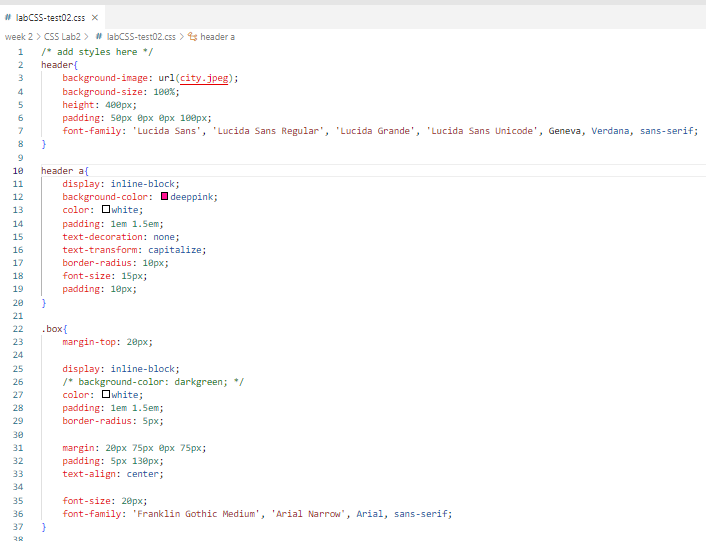 # labCSS-test02.css ×
week 2 > CSS Lab2 > # labCSS-test02.css > header a
1 /* add styles here */
2 header{
3 background-image: url(city.jpeg);
4 background-size: 100%;
5 height: 400px;
6 padding: 50px 0px 0px 100px;
7 font-family: 'Lucida Sans', 'Lucida Sans Regular', 'Lucida Grande', 'Lucida Sans Unicode', Geneva, Verdana, sans-serif;
8 }
9
10 header a{
11 display: inline-block;
12 background-color: deeppink;
13 color: white;
14 padding: 1em 1.5em;
15 text-decoration: none;
16 text-transform: capitalize;
17 border-radius: 10px;
18 font-size: 15px;
19 padding: 10px;
20 }
21
22 .box{
23 margin-top: 20px;
24
25 display: inline-block;
26 /* background-color: darkgreen; */
27 color: white;
28 padding: 1em 1.5em;
29 border-radius: 5px;
30
31 margin: 20px 75px 0px 75px;
32 padding: 5px 130px;
33 text-align: center;
34
35 font-size: 20px;
36 font-family: 'Franklin Gothic Medium', 'Arial Narrow', Arial, sans-serif;
37 }
38